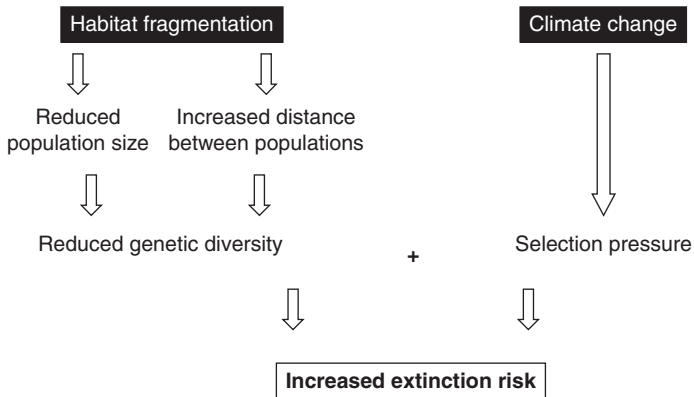 Habitat fragmentation
Climate change
Reduced
population size
Increased distance
between populations
Reduced genetic diversity
+
Selection pressure
Increased extinction risk